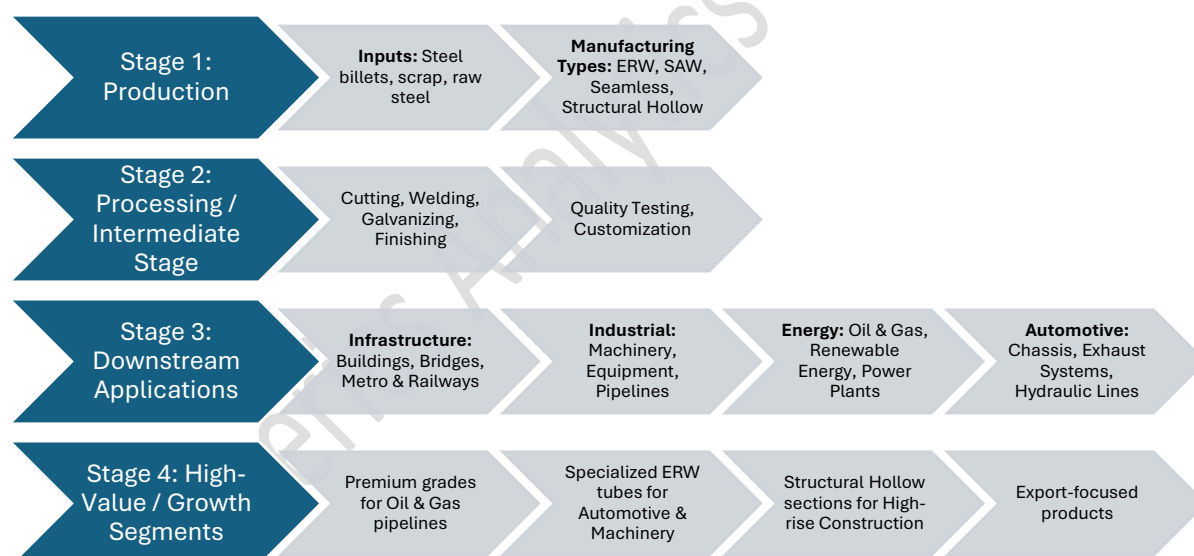 Stage 1:
Production
Inputs: Steel
billets, scrap, raw
steel
Manufacturing
Types: ERW, SAW,
Seamless,
Structural Hollow
Stage 2:
Processing /
Intermediate
Stage
Cutting, Welding,
Galvanizing,
Finishing
Quality Testing,
Customization
Stage 3:
Downstream
Applications
Infrastructure:
Buildings, Bridges,
Metro & Railways
Industrial:
Machinery,
Equipment,
Pipelines
Energy: Oil & Gas,
Renewable
Energy, Power
Plants
Automotive:
Chassis, Exhaust
Systems,
Hydraulic Lines
Stage 4: High-
Value / Growth
Segments
Premium grades
for Oil & Gas
pipelines
Specialized ERW
tubes for
Automotive &
Machinery
Structural Hollow
sections for High-
rise Construction
Export-focused
products
Analytics